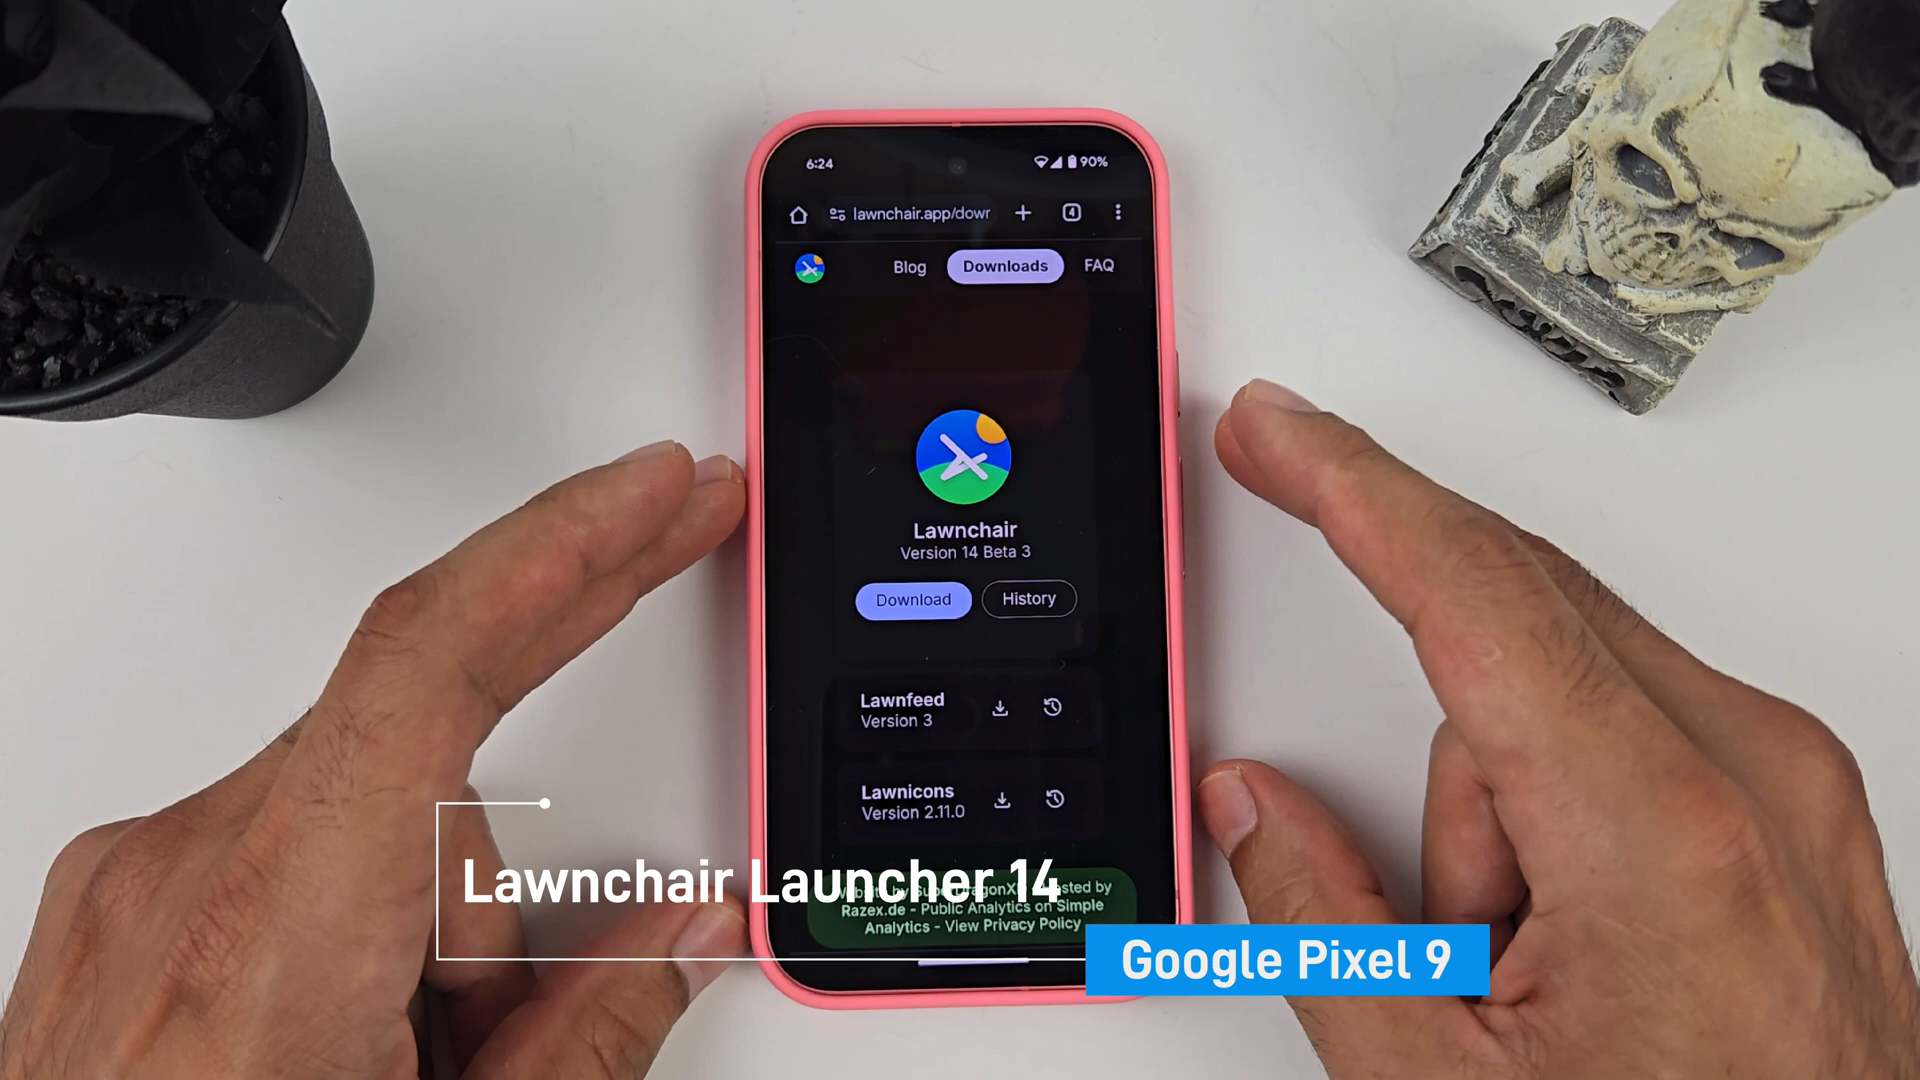 6:24
90%
lawnchair.app/dowr
4
Blog
Downloads
FAQ
Lawnchair
Version 14 Beta 3
Download
History
Lawnfeed
Version 3
Lawnicons
Version 2.11.0
Lawnchair Launcher 14
by
Razex.de - Public Analytics on Simple
Analytics - View Privacy Policy
Google Pixel 9